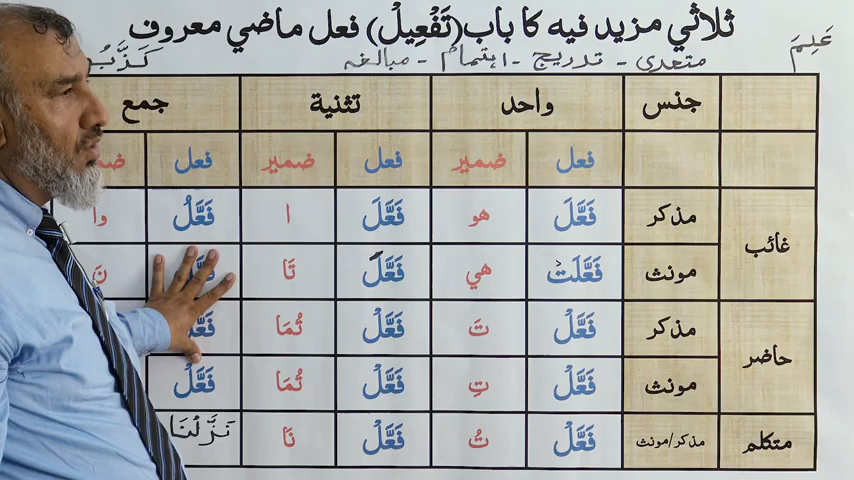 ثلاثي مزيد فيه كا باب (تَفْعِيلْ) فعل ماضي معروف
عَلِمَ
متعدی - تدریج - اہتمام - مبالغہ
جنس واحد تثنية جمع
فعل ضمير فعل ضمير فعل
غائب مذكر فَعَّلَ هو فَعَّلَ ا فَعَّلُ وا
مونث فَعَّلَتْ هي فَعَّلَ تَا نَ
حاضر مذكر فَعَّلْ تَ فَعَّلْ تُمَا
مونث فَعَّلْ تِ فَعَّلْ تُمَا فَعَّلْ
متكلم مذكر/مونث فَعَّلْ تُ فَعَّلْ نَا نَزَّلْنَا